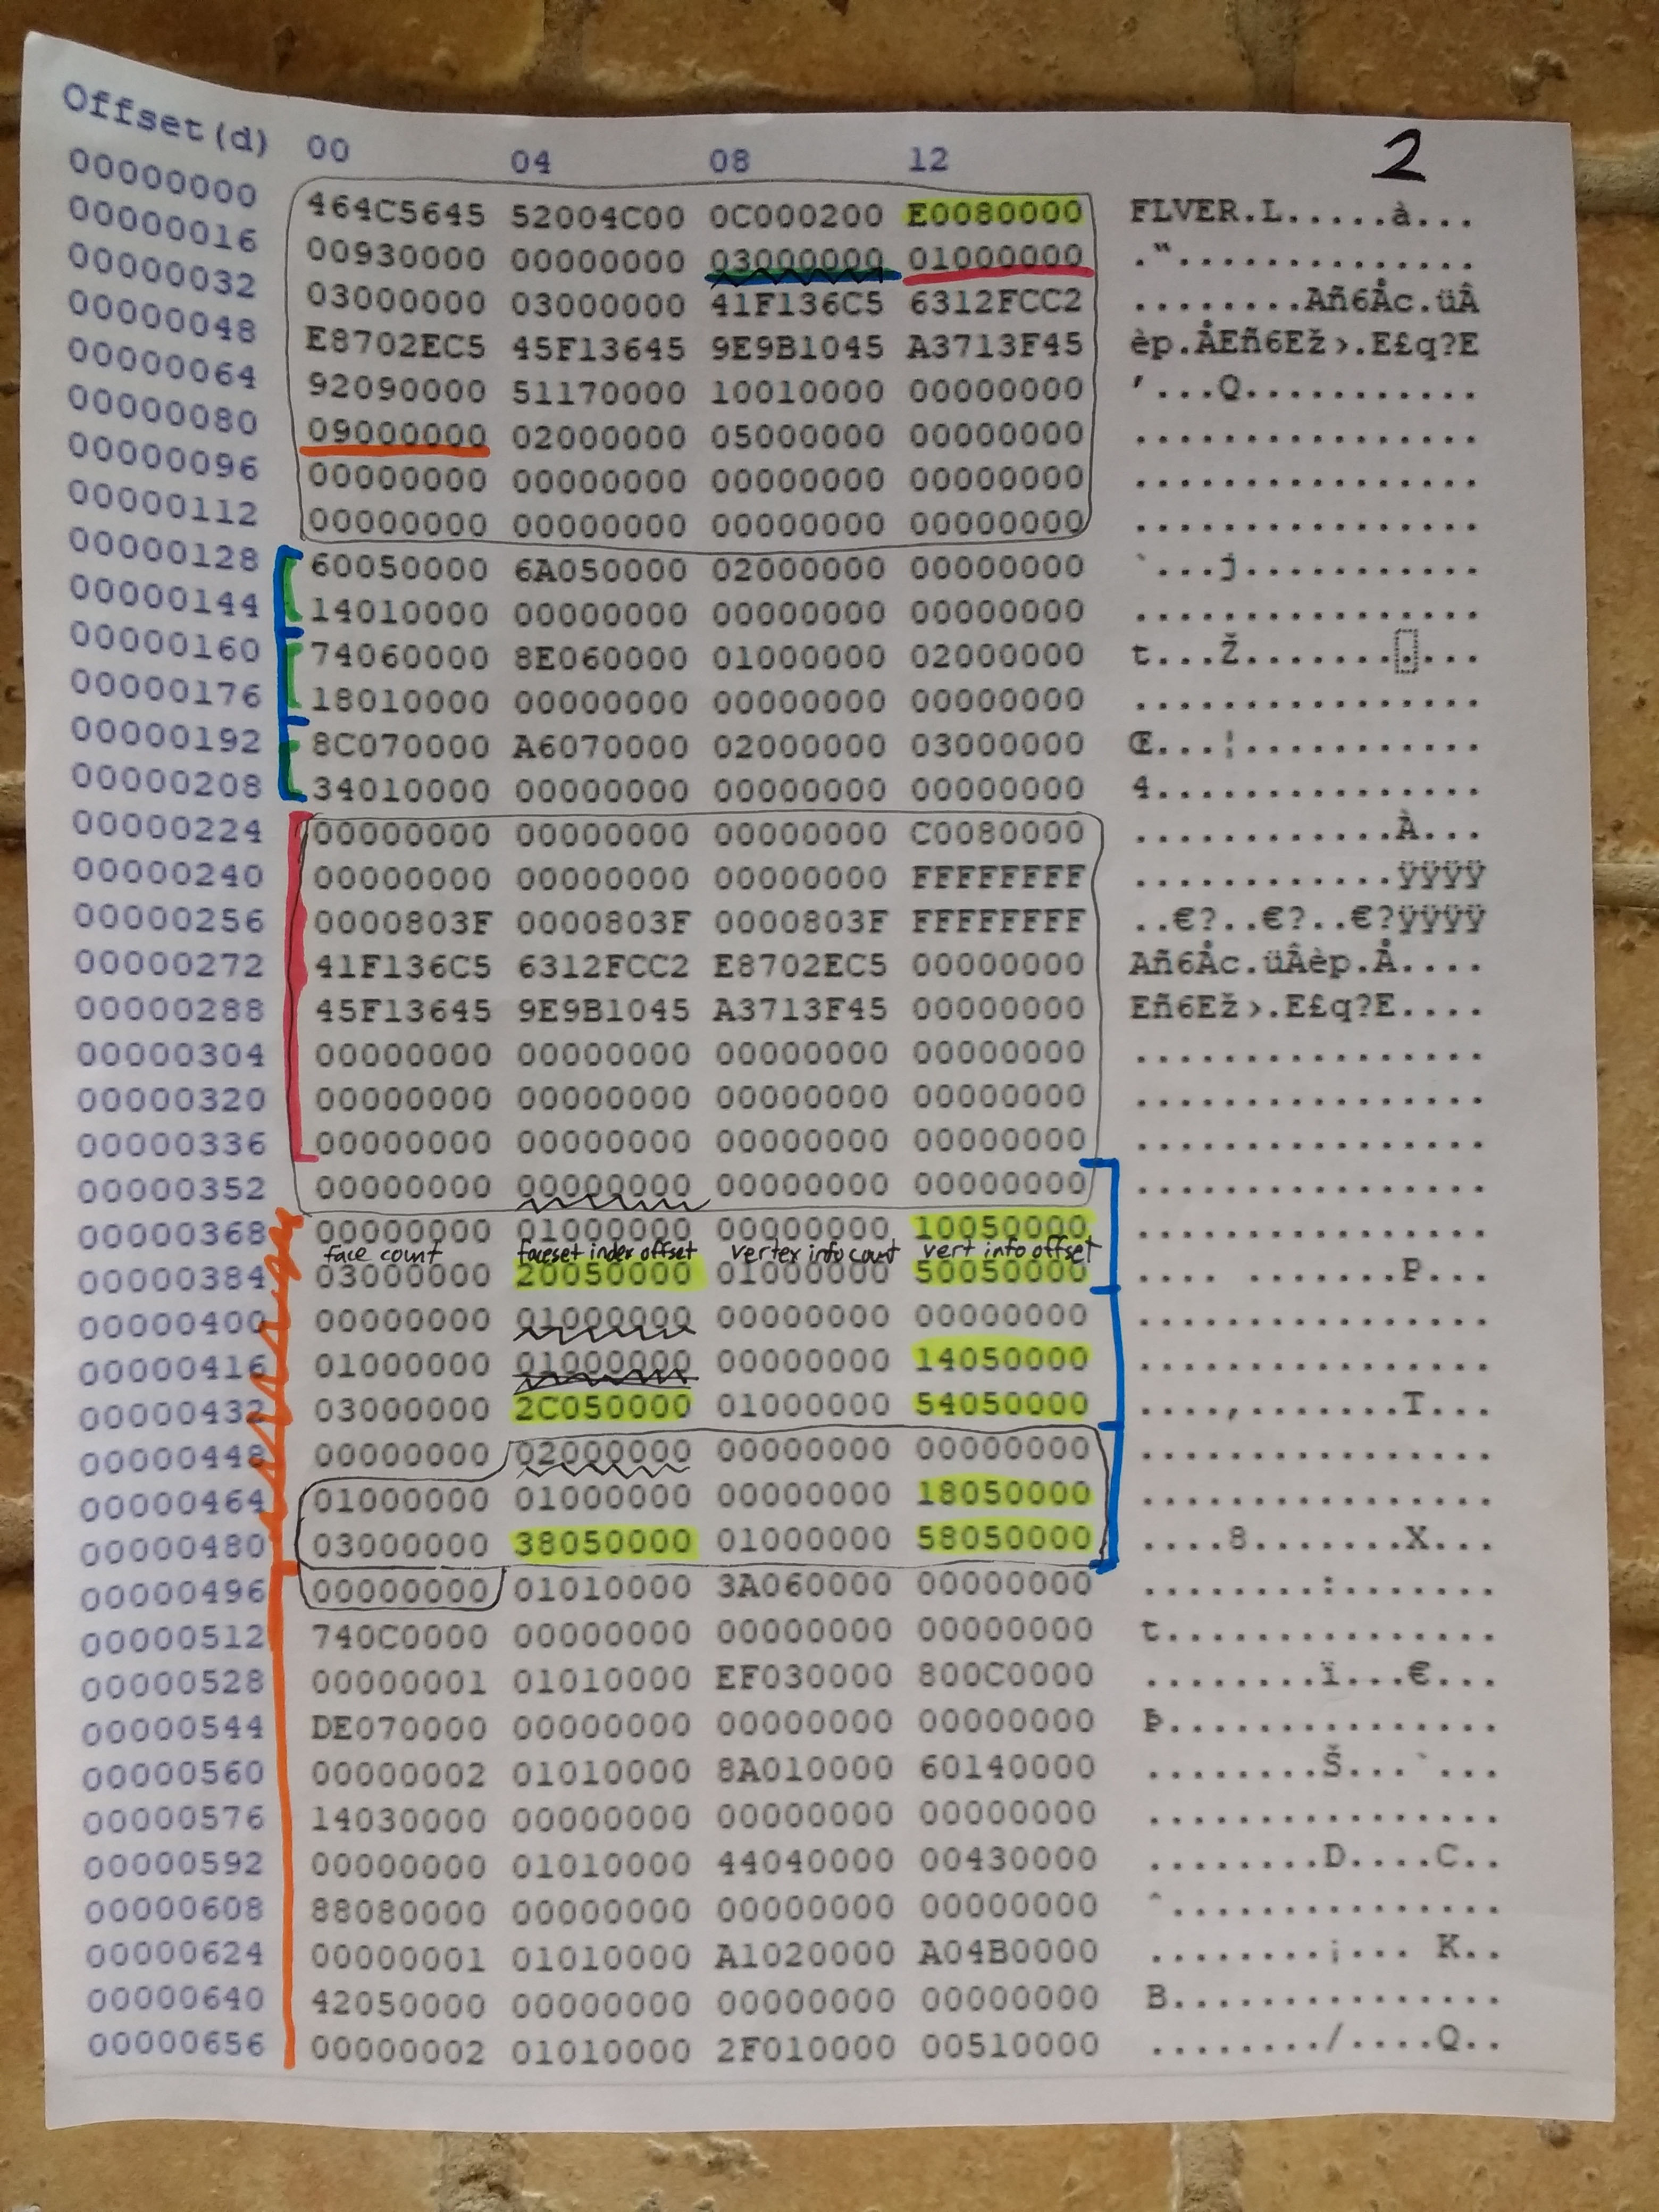 2
Offset(d) 00 04 08 12
00000000 464C5645 52004C00 0C000200 E0080000 FLVER.L.....à...
00000016 00930000 00000000 03000000 01000000 .“..............
00000032 03000000 03000000 41F136C5 6312FCC2 ........Añ6Åc.üÂ
00000048 E8702EC5 45F13645 9E9B1045 A3713F45 èp.ÅEñ6Ež›.E£q?E
00000064 92090000 51170000 10010000 00000000 ’...Q...........
00000080 09000000 02000000 05000000 00000000 ................
00000096 00000000 00000000 00000000 00000000 ................
00000112 00000000 00000000 00000000 00000000 ................
00000128 60050000 6A050000 02000000 00000000 `...j...........
00000144 14010000 00000000 00000000 00000000 ................
00000160 74060000 8E060000 01000000 02000000 t...Ž...........
00000176 18010000 00000000 00000000 00000000 ................
00000192 8C070000 A6070000 02000000 03000000 Œ...¦...........
00000208 34010000 00000000 00000000 00000000 4...............
00000224 00000000 00000000 00000000 C0080000 ............À...
00000240 00000000 00000000 00000000 FFFFFFFF ............ÿÿÿÿ
00000256 0000803F 0000803F 0000803F FFFFFFFF ..€?..€?..€?ÿÿÿÿ
00000272 41F136C5 6312FCC2 E8702EC5 00000000 Añ6Åc.üÂèp.Å....
00000288 45F13645 9E9B1045 A3713F45 00000000 Eñ6Ež›.E£q?E....
00000304 00000000 00000000 00000000 00000000 ................
00000320 00000000 00000000 00000000 00000000 ................
00000336 00000000 00000000 00000000 00000000 ................
00000352 00000000 00000000 00000000 00000000 ................
00000368 00000000 01000000 00000000 10050000 ................
face count faceset index offset vertex info count vert info offset
00000384 03000000 20050000 01000000 50050000 .... .......P...
00000400 00000000 01000000 00000000 00000000 ................
00000416 01000000 01000000 00000000 14050000 ................
00000432 03000000 2C050000 01000000 54050000 ....,.......T...
00000448 00000000 02000000 00000000 00000000 ................
00000464 01000000 01000000 00000000 18050000 ................
00000480 03000000 38050000 01000000 58050000 ....8.......X...
00000496 00000000 01010000 3A060000 00000000 ........:.......
00000512 740C0000 00000000 00000000 00000000 t...............
00000528 00000001 01010000 EF030000 800C0000 ........ï...€...
00000544 DE070000 00000000 00000000 00000000 Þ...............
00000560 00000002 01010000 8A010000 60140000 ........Š...`...
00000576 14030000 00000000 00000000 00000000 ................
00000592 00000000 01010000 44040000 00430000 ........D....C..
00000608 88080000 00000000 00000000 00000000 ˆ...............
00000624 00000001 01010000 A1020000 A04B0000 ........¡... K..
00000640 42050000 00000000 00000000 00000000 B...............
00000656 00000002 01010000 2F010000 00510000 ......../....Q..